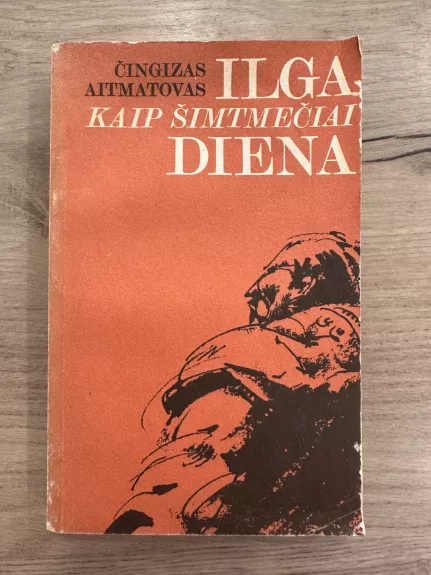 ČINGIZAS
AITMATOVAS
ILGA
KAIP ŠIMTMEČIAI
DIENA